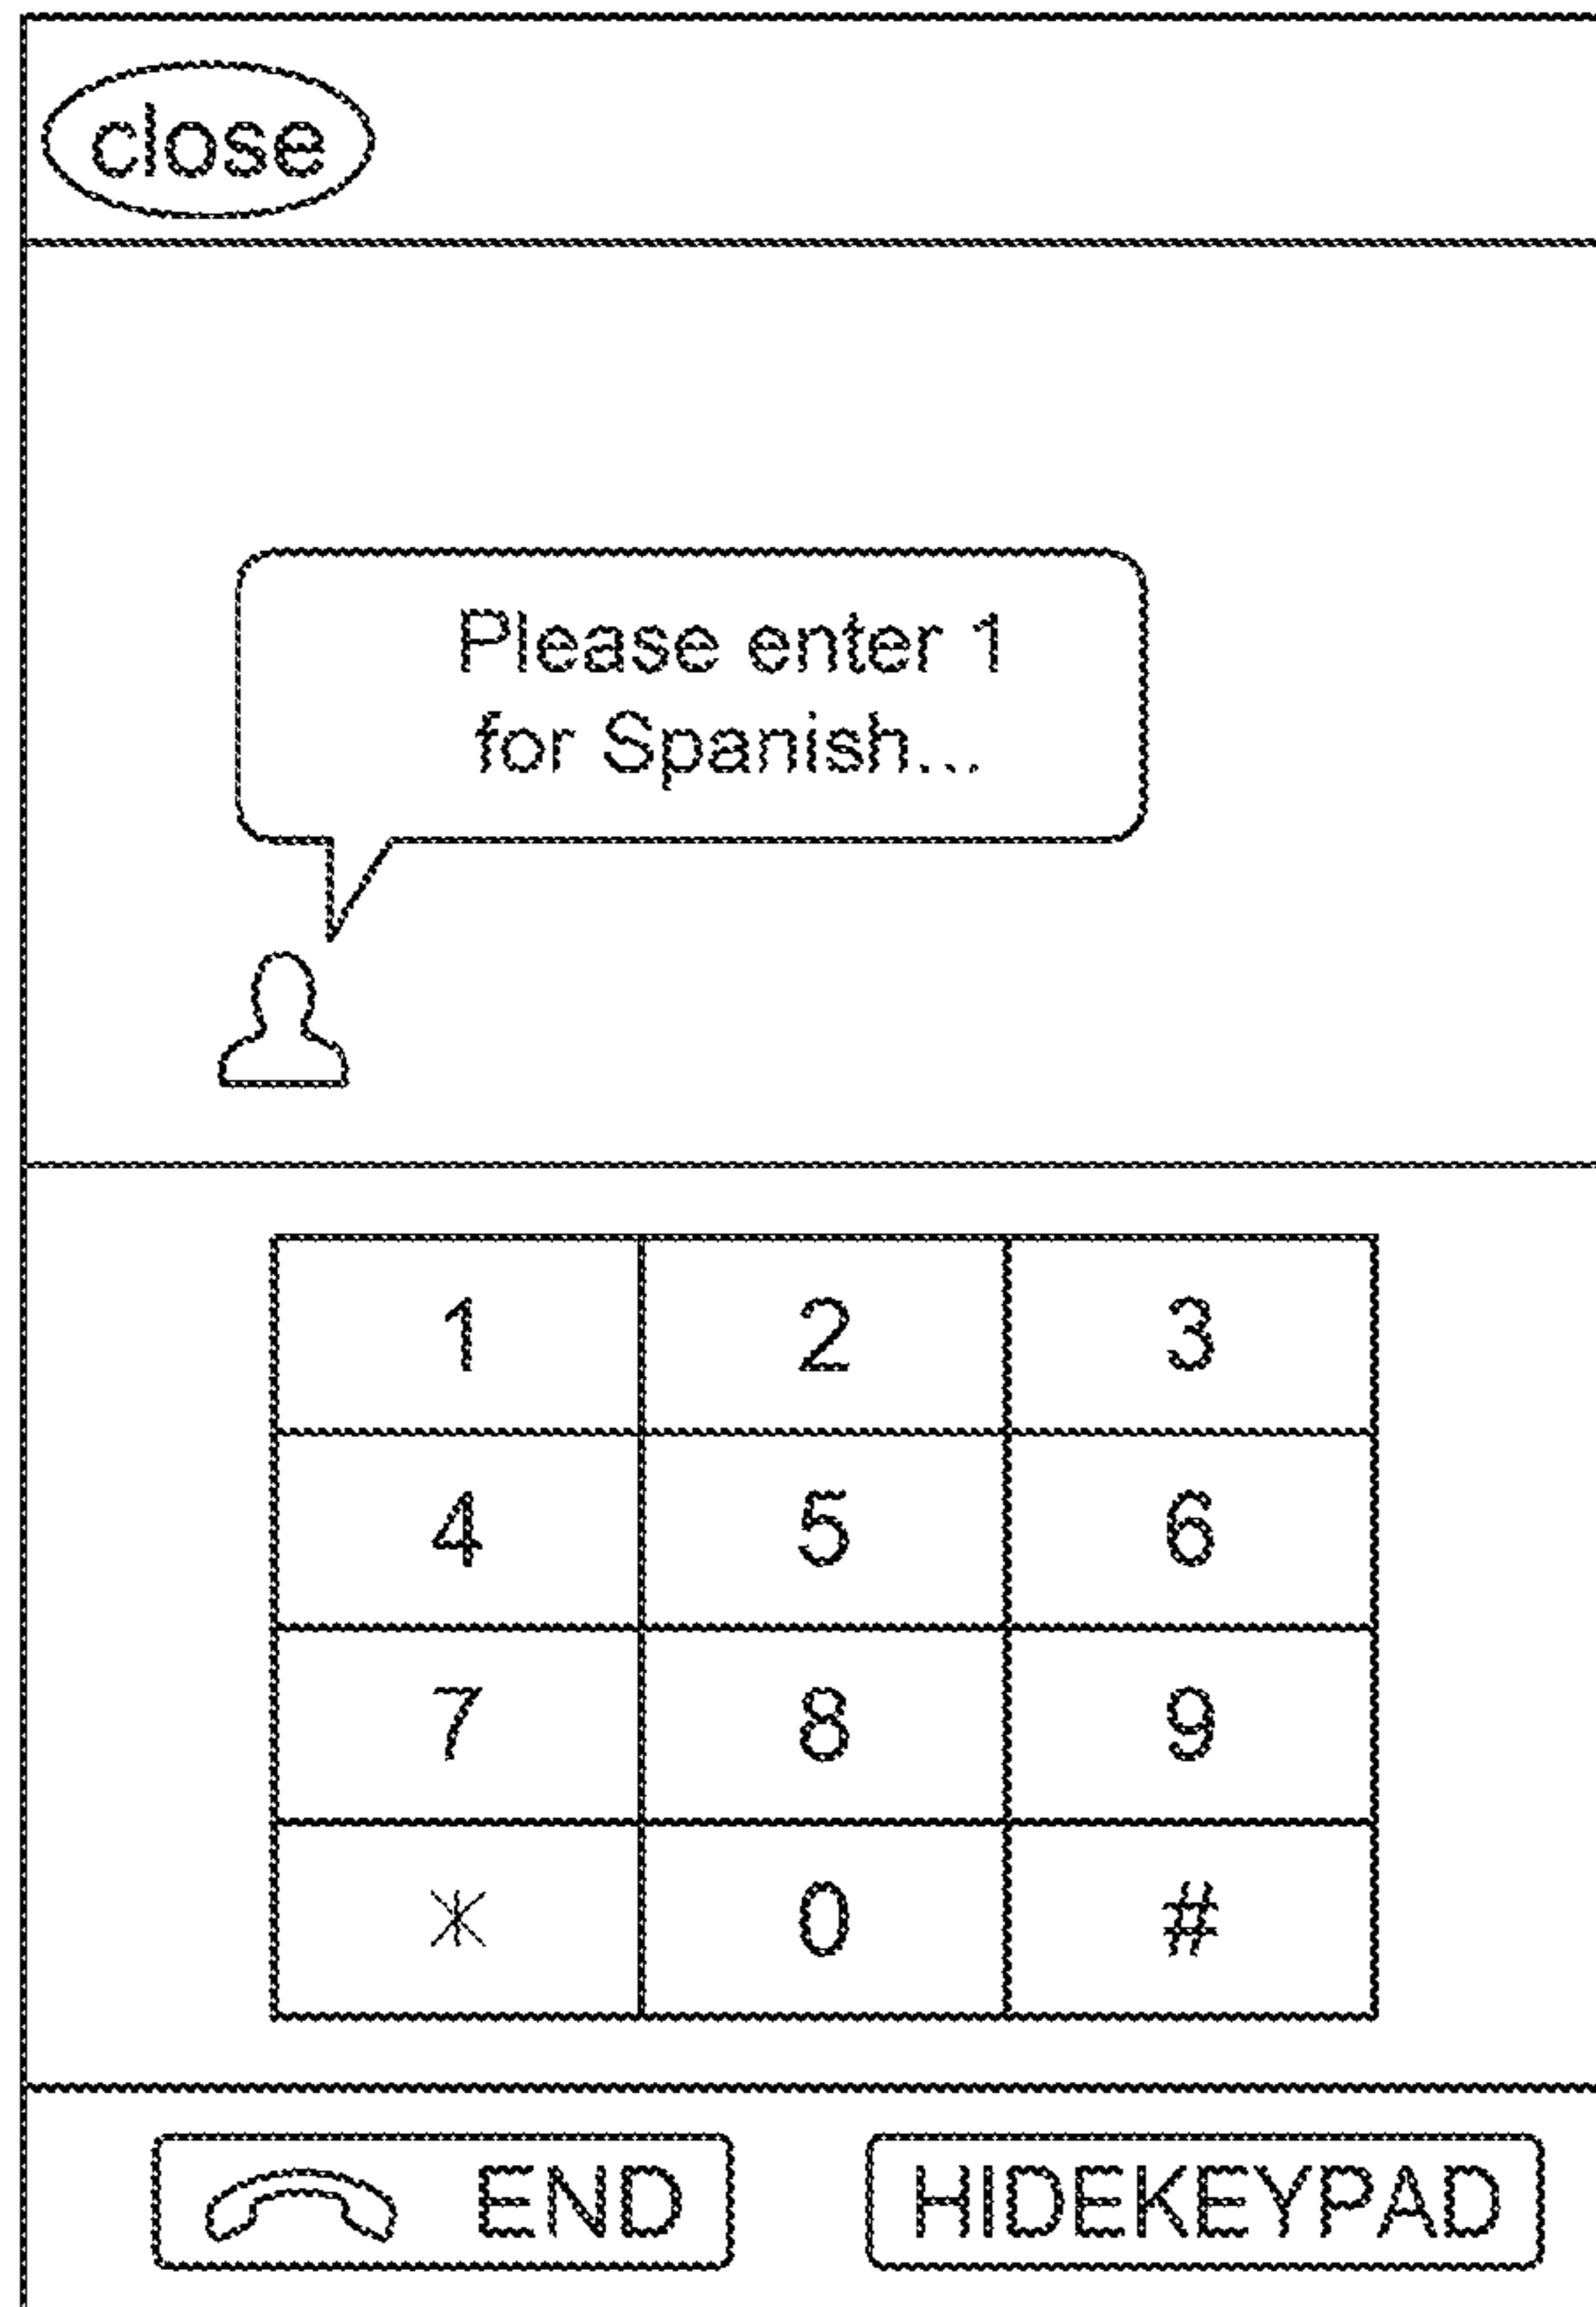 close
Please enter 1
for Spanish...
1 2 3
4 5 6
7 8 9
* 0 #
END HIDEKEYPAD